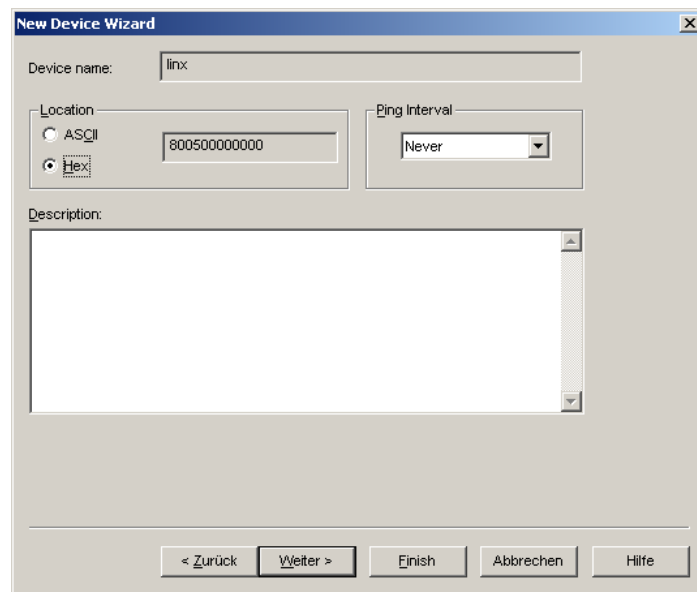 New Device Wizard
Device name: linx
Location
Ping Interval
ASCII
800500000000
Never
Hex
Description:
< Zurück Weiter > Finish Abbrechen Hilfe